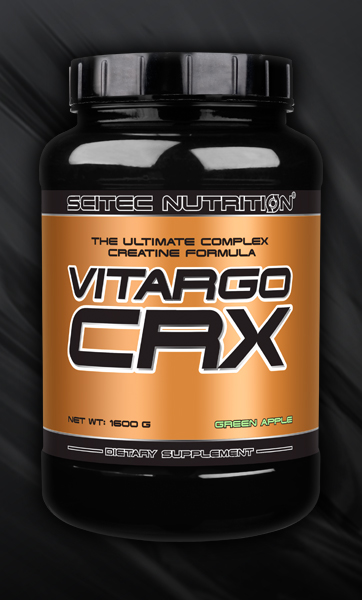 SCITEC NUTRITION®
THE ULTIMATE COMPLEX
CREATINE FORMULA
VITARGO
CRX
NET WT: 1600 G
GREEN APPLE
DIETARY SUPPLEMENT